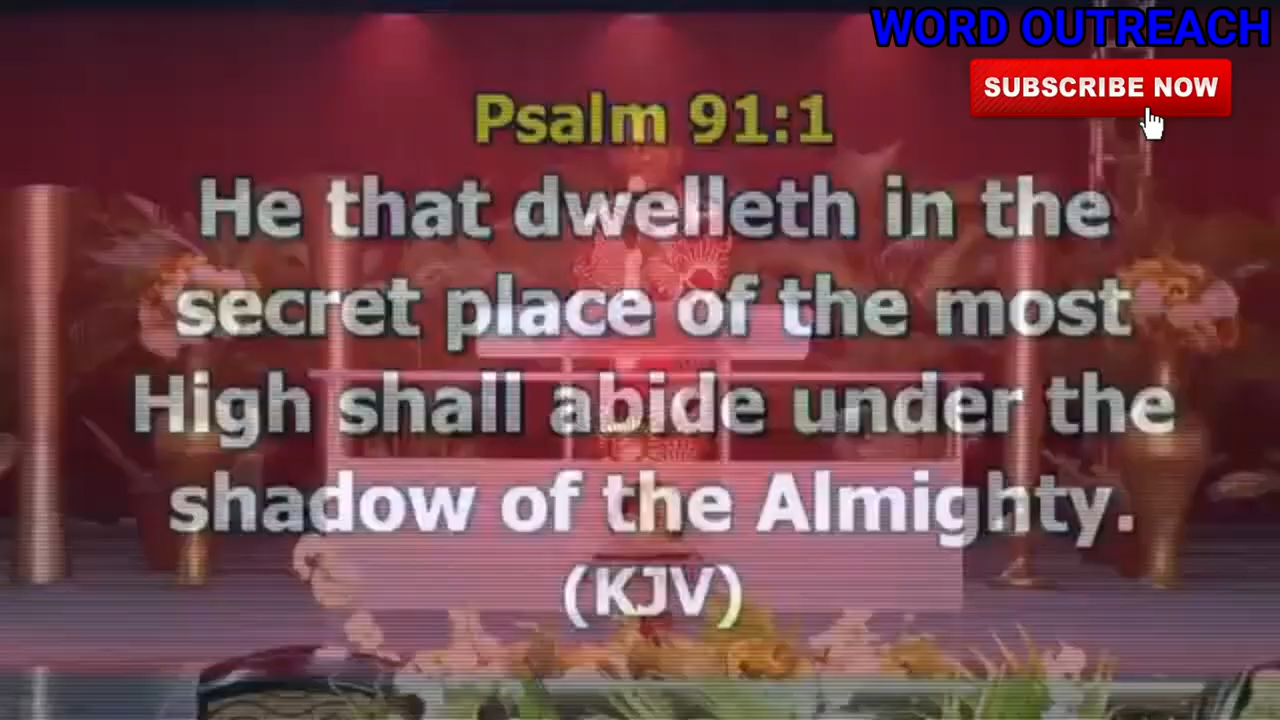 WORD OUTREACH
SUBSCRIBE NOW
Psalm 91:1
He that dwelleth in the
secret place of the most
High shall abide under the
shadow of the Almighty.
(KJV)